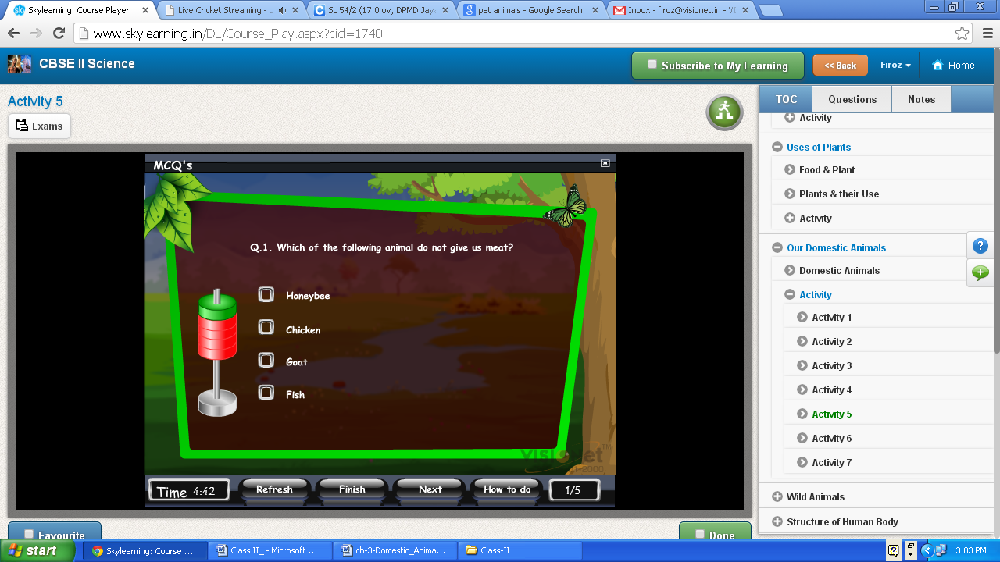 Skylearning: Course Player
Live Cricket Streaming - L
SL 54/6 (17.0 ov, DPMD Jay
pet animals - Google Search
Inbox - firoz@visionet.in - VI
www.skylearning.in/DL/Course_Play.aspx?cid=1740
CBSE II Science
Subscribe to My Learning
<< Back
Firoz
Home
Activity 5
Exams
TOC
Questions
Notes
Activity
Uses of Plants
Food & Plant
Plants & their Use
Activity
Our Domestic Animals
Domestic Animals
Activity
Activity 1
Activity 2
Activity 3
Activity 4
Activity 5
Activity 6
Activity 7
Wild Animals
Structure of Human Body
MCQ's
Q.1. Which of the following animal do not give us meat?
Honeybee
Chicken
Goat
Fish
visionet
TM
Time 4:42
Refresh
Finish
Next
How to do
1/5
Favourite
Done
start
Skylearning: Course ...
Class II_ - Microsoft ...
ch-3-Domestic_Anima...
Class-II
3:03 PM